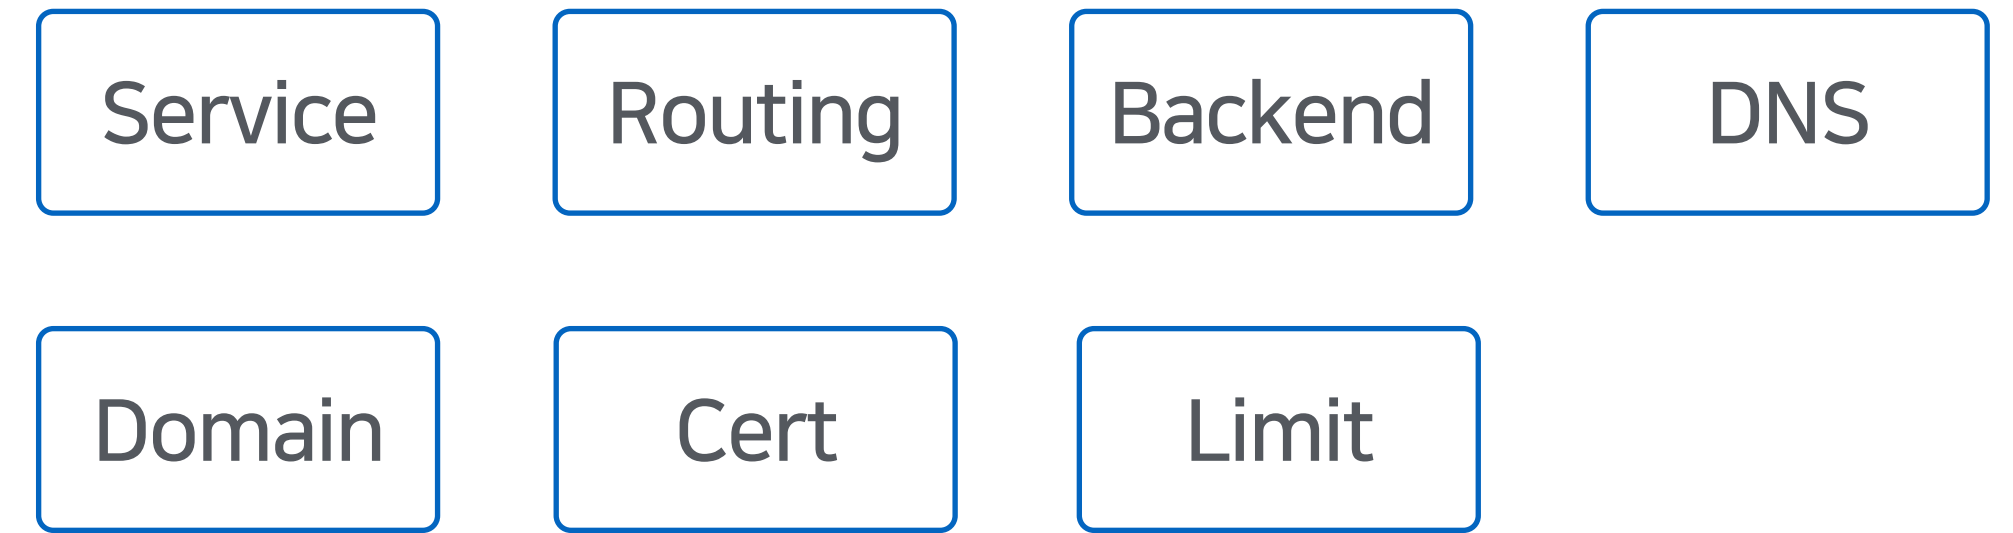 Service
Routing
Backend
DNS
Domain
Cert
Limit